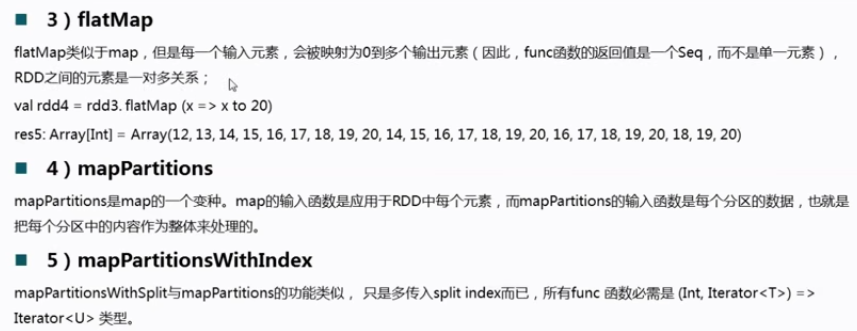 3）flatMap
flatMap类似于map，但是每一个输入元素，会被映射为0到多个输出元素（因此，func函数的返回值是一个Seq，而不是单一元素），
RDD之间的元素是一对多关系；
val rdd4 = rdd3. flatMap (x => x to 20)
res5: Array[Int] = Array(12, 13, 14, 15, 16, 17, 18, 19, 20, 14, 15, 16, 17, 18, 19, 20, 16, 17, 18, 19, 20, 18, 19, 20)
4）mapPartitions
mapPartitions是map的一个变种。map的输入函数是应用于RDD中每个元素，而mapPartitions的输入函数是每个分区的数据，也就是
把每个分区中的内容作为整体来处理的。
5）mapPartitionsWithIndex
mapPartitionsWithSplit与mapPartitions的功能类似， 只是多传入split index而已，所有func 函数必需是 (Int, Iterator<T>) =>
Iterator<U> 类型。